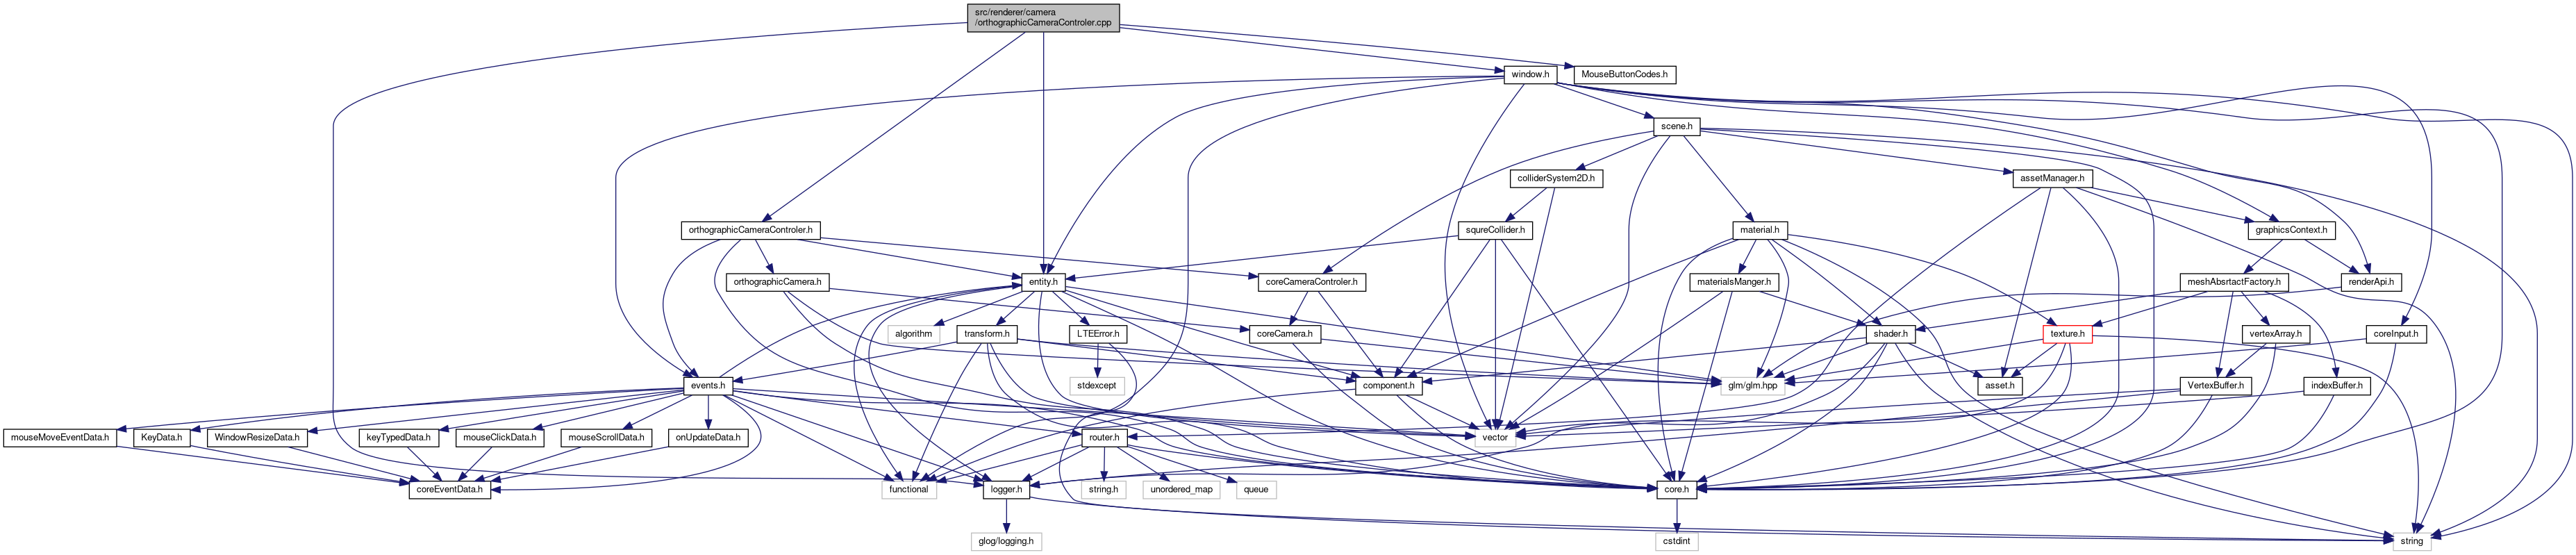 src/renderer/camera
/orthographicCameraControler.cpp
window.h
MouseButtonCodes.h
scene.h
colliderSystem2D.h
assetManager.h
orthographicCameraControler.h
squreCollider.h
material.h
graphicsContext.h
orthographicCamera.h
entity.h
coreCameraControler.h
materialsManger.h
meshAbsrtactFactory.h
renderApi.h
algorithm
transform.h
LTEError.h
coreCamera.h
shader.h
texture.h
vertexArray.h
coreInput.h
events.h
stdexcept
component.h
glm/glm.hpp
asset.h
VertexBuffer.h
indexBuffer.h
mouseMoveEventData.h
KeyData.h
WindowResizeData.h
keyTypedData.h
mouseClickData.h
mouseScrollData.h
onUpdateData.h
router.h
vector
coreEventData.h
functional
logger.h
string.h
unordered_map
queue
core.h
glog/logging.h
cstdint
string